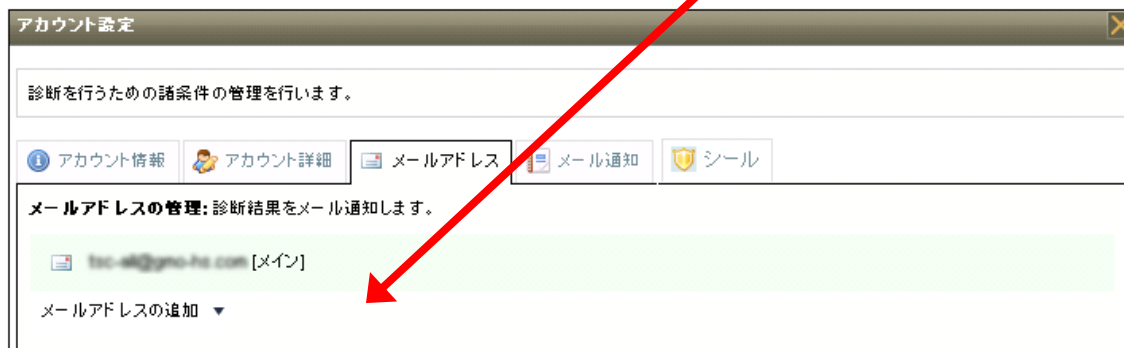 アカウント設定
診断を行うための諸条件の管理を行います。
アカウント情報 アカウント詳細 メールアドレス メール通知 シール
メールアドレスの管理: 診断結果をメール通知します。
[メイン]
メールアドレスの追加 ▼